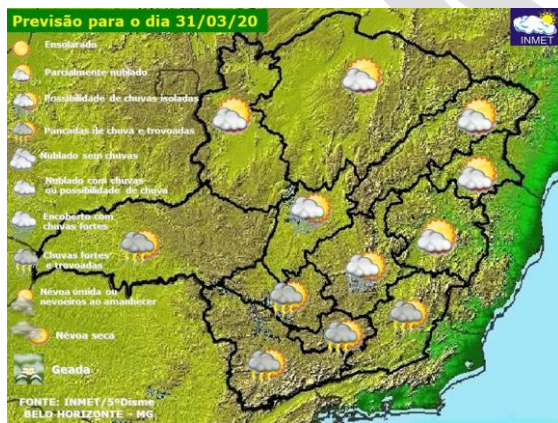 Previsão para o dia 31/03/20
INMET
Ensolarado
Parcialmente nublado
Possibilidade de chuvas isoladas
Pancadas de chuva e trovoadas
Nublado sem chuvas
Nublado com chuvas
ou possibilidade de chuva
Encoberto com
chuvas fortes
Chuvas fortes
e trovoadas
Névoa úmida ou
nevoeiros ao amanhecer
Névoa seca
Geada
FONTE: INMET/5ºDisme
BELO HORIZONTE - MG